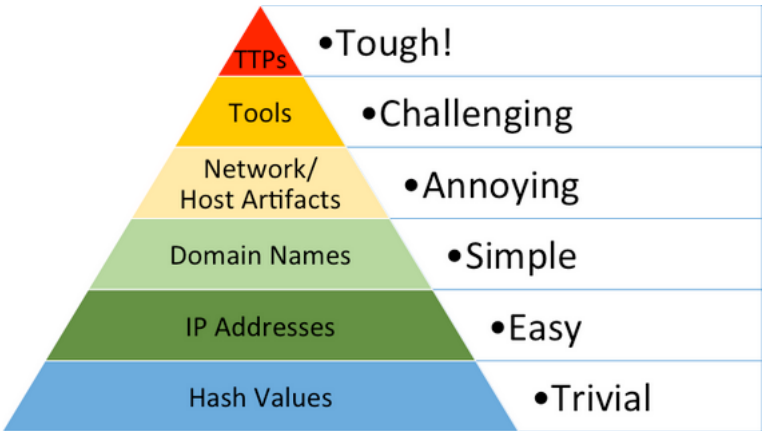 TTPs
•Tough!
Tools
•Challenging
Network/
Host Artifacts
•Annoying
Domain Names
•Simple
IP Addresses
•Easy
Hash Values
•Trivial